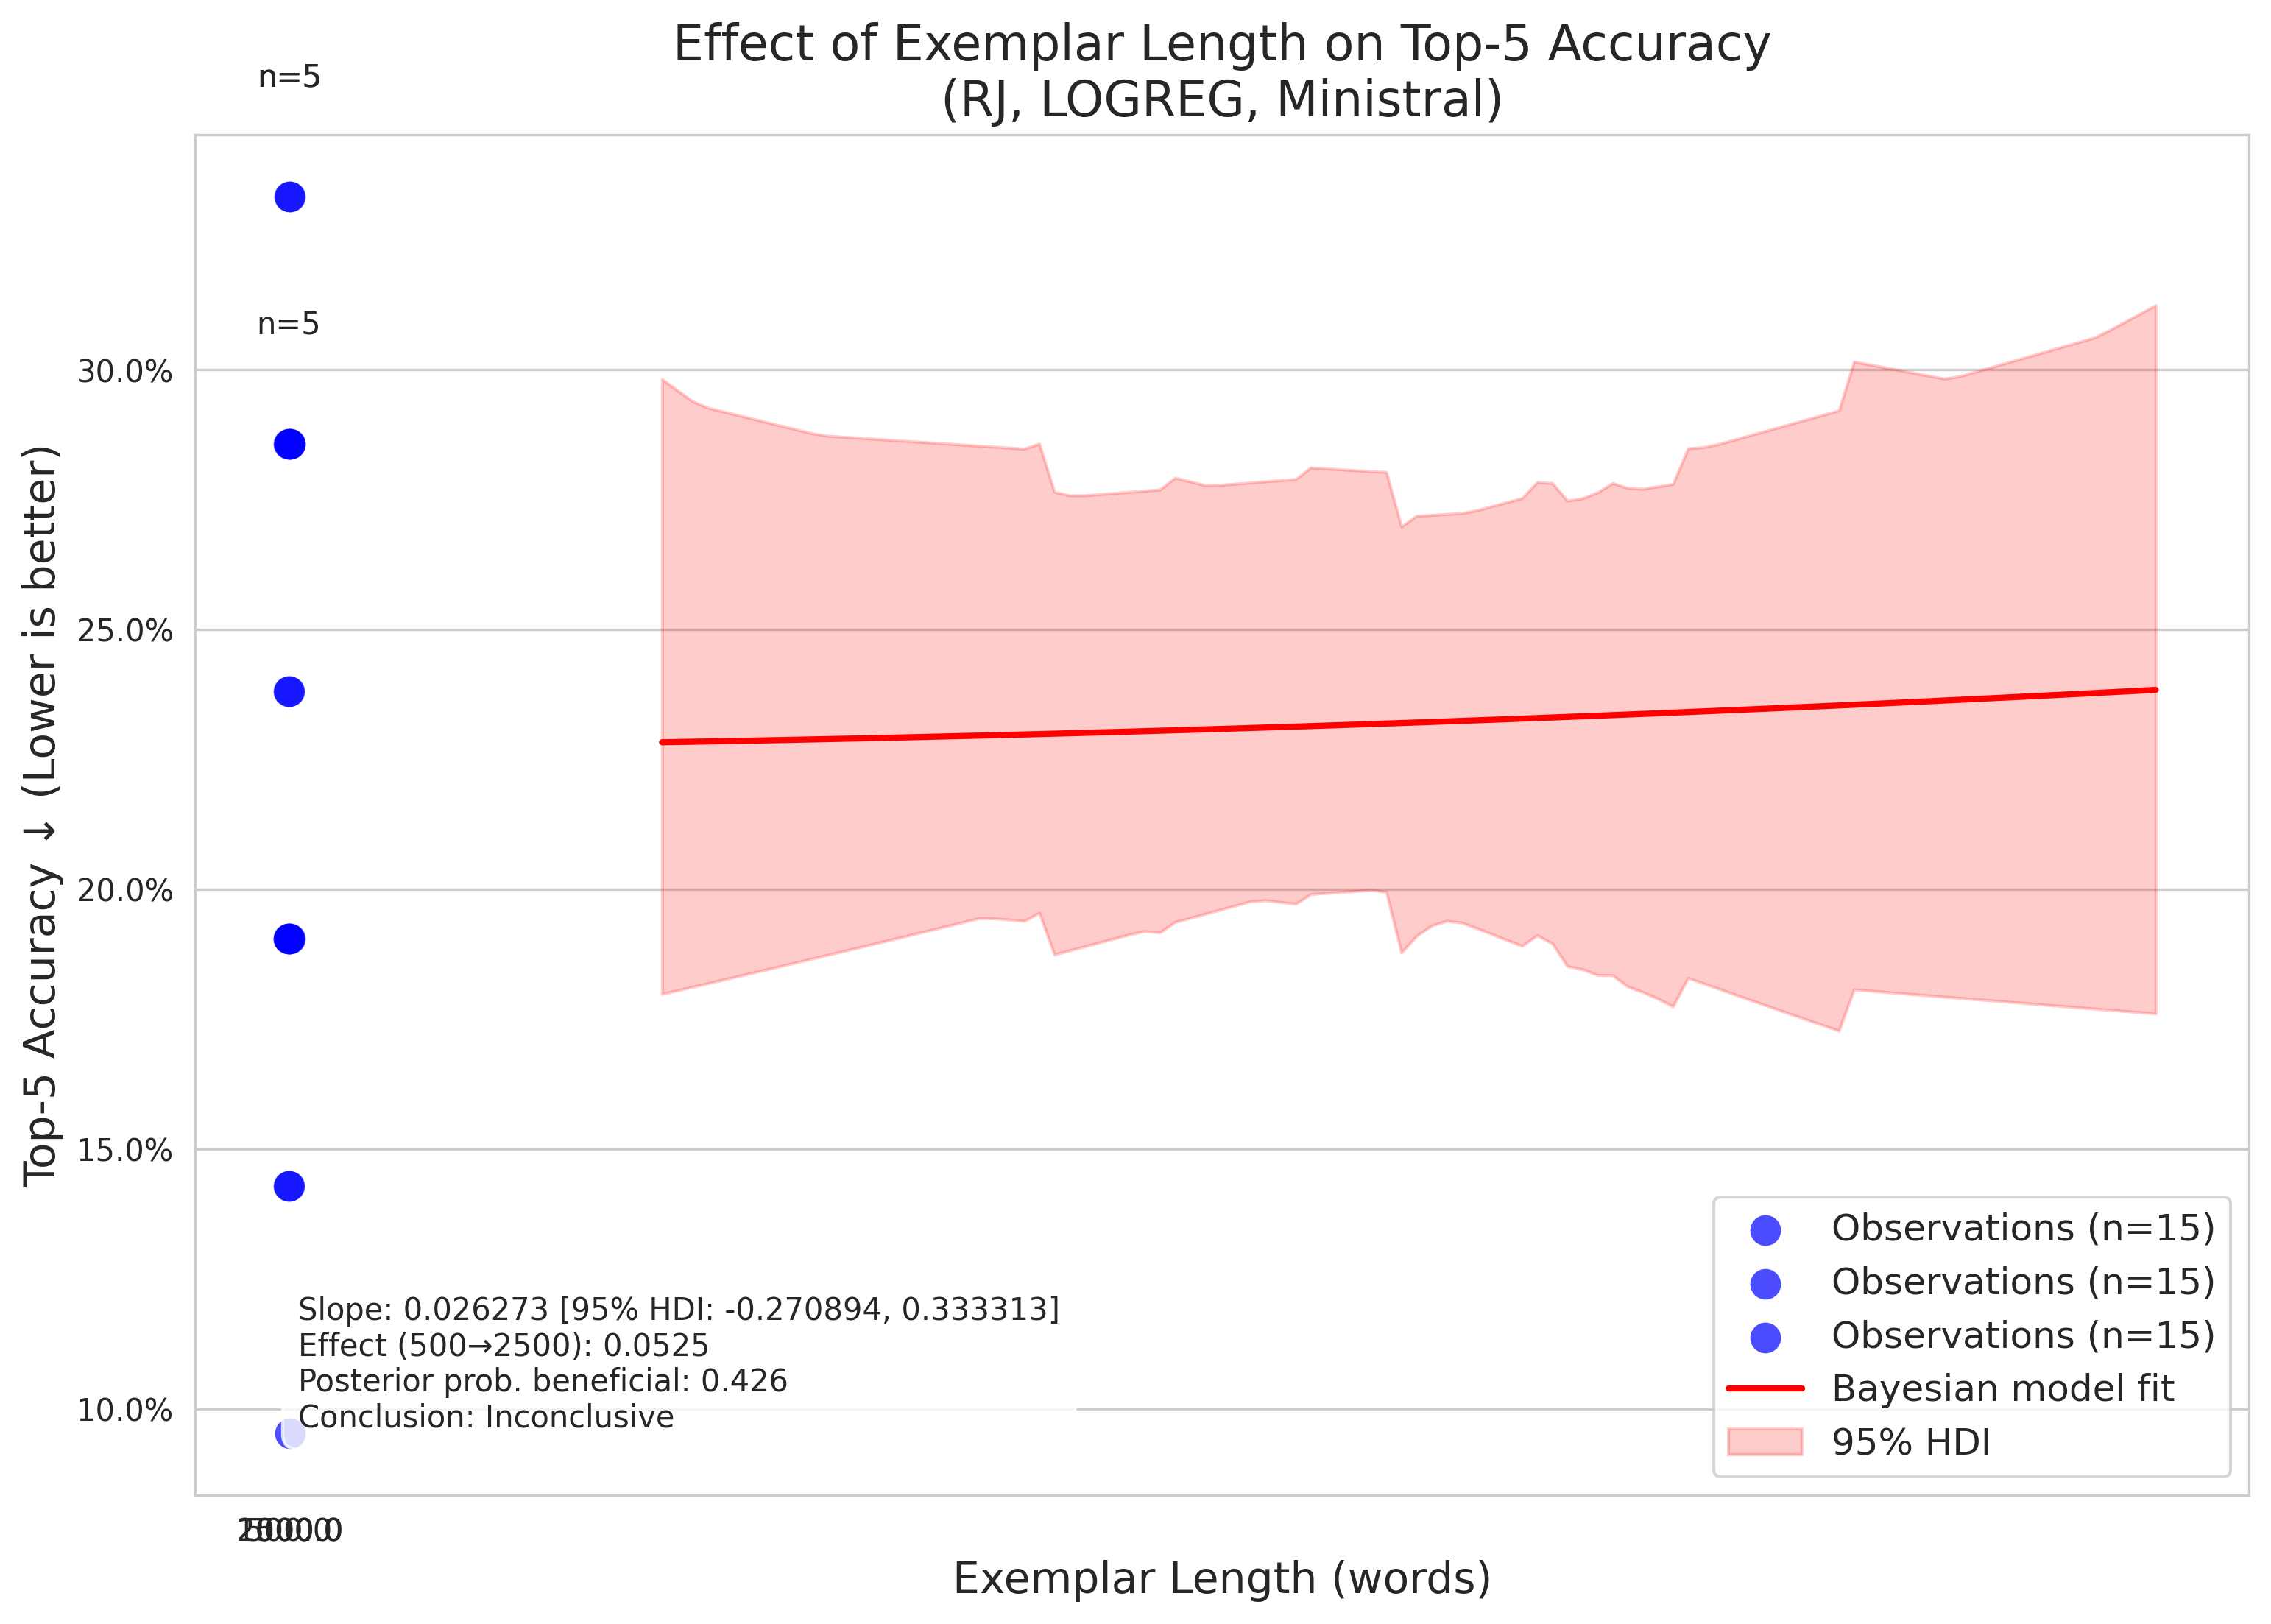 Effect of Exemplar Length on Top-5 Accuracy
(RJ, LOGREG, Ministral)
n=5
n=5
30.0%
25.0%
20.0%
15.0%
10.0%
Top-5 Accuracy ↓ (Lower is better)
Slope: 0.026273 [95% HDI: -0.270894, 0.333313]
Effect (500→2500): 0.0525
Posterior prob. beneficial: 0.426
Conclusion: Inconclusive
Observations (n=15)
Observations (n=15)
Observations (n=15)
Bayesian model fit
95% HDI
Exemplar Length (words)